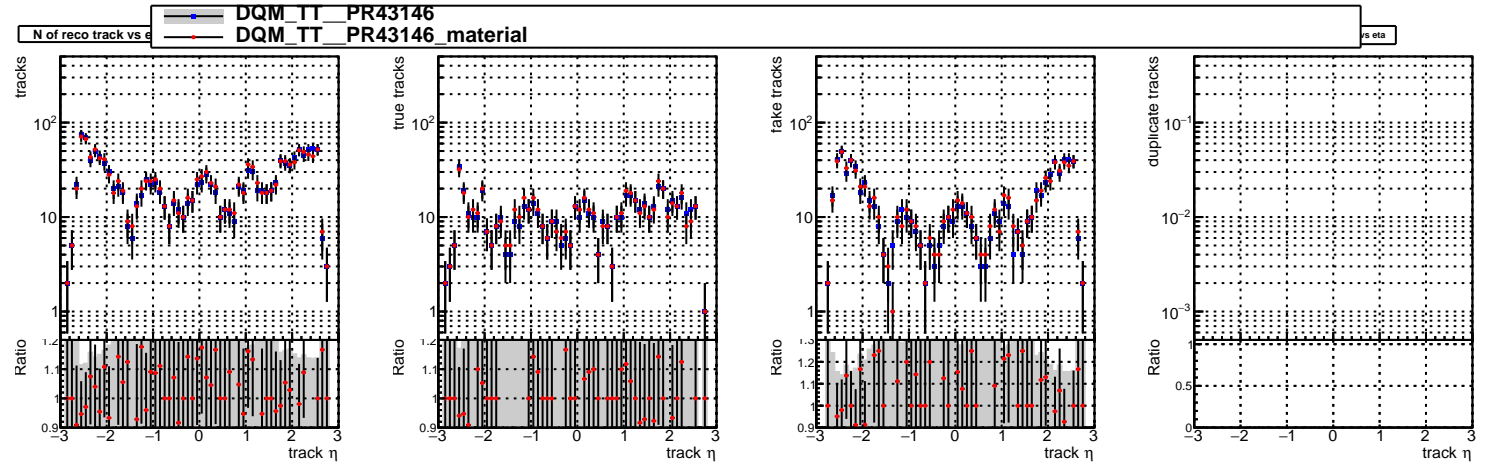 DQM_TT__PR43146
DQM_TT__PR43146_material
N of reco track vs e
vs eta
tracks
10²
10
1
Ratio
1.2
1.1
1
0.9
−3 −2 −1 0 1 2 3
track η
true tracks
10²
10
1
Ratio
1.2
1.1
1
0.9
−3 −2 −1 0 1 2 3
track η
fake tracks
10²
10
1
Ratio
1.3
1.2
1.1
1
0.9
−3 −2 −1 0 1 2 3
track η
duplicate tracks
10⁻¹
10⁻²
10⁻³
Ratio
1
0.5
0
−3 −2 −1 0 1 2 3
track η